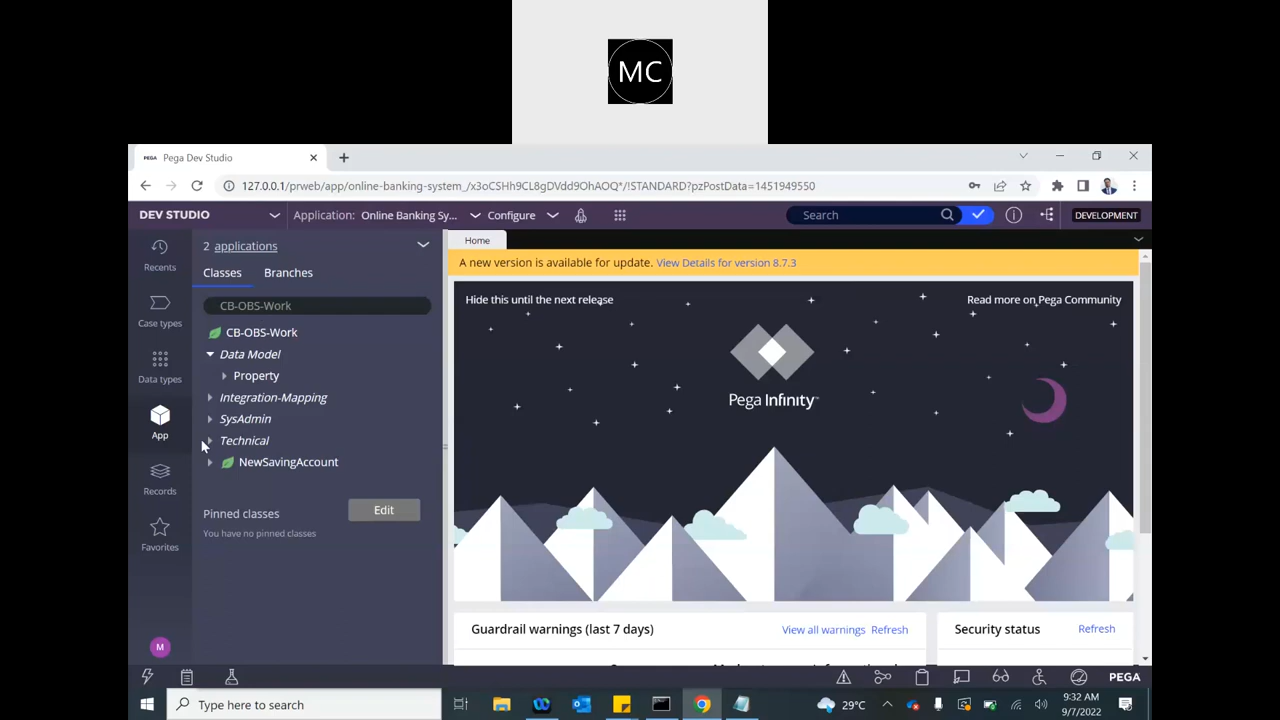 MC
PEGA Pega Dev Studio
127.0.0.1/prweb/app/online-banking-system_/x3oCSHh9CL8gDVdd9OhAOQ*/!STANDARD?pzPostData=1451949550
DEV STUDIO Application: Online Banking Sy... Configure Search DEVELOPMENT
Recents
Case types
Data types
App
Records
Favorites
M
2 applications
Classes Branches
CB-OBS-Work
CB-OBS-Work
Data Model
Property
Integration-Mapping
SysAdmin
Technical
NewSavingAccount
Pinned classes Edit
You have no pinned classes
Home
A new version is available for update. View Details for version 8.7.3
Hide this until the next release Read more on Pega Community
Pega Infinity™
Guardrail warnings (last 7 days) View all warnings Refresh
Security status Refresh
PEGA
Type here to search 29°C 9:32 AM
9/7/2022